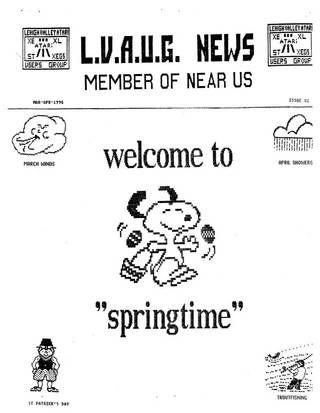 LEHIGH VALLEY ATARI
XE XL
ATARI
ST XEGS
USERS GROUP
L.V.A.U.G. NEWS
MEMBER OF NEAR US
LEHIGH VALLEY ATARI
XE XL
ATARI
ST XEGS
USERS GROUP
MAR-APR-1996
ISSUE
MARCH WINDS
welcome to
APRIL SHOWERS
"springtime"
ST PATRICK'S DAY
TROUTFISHING